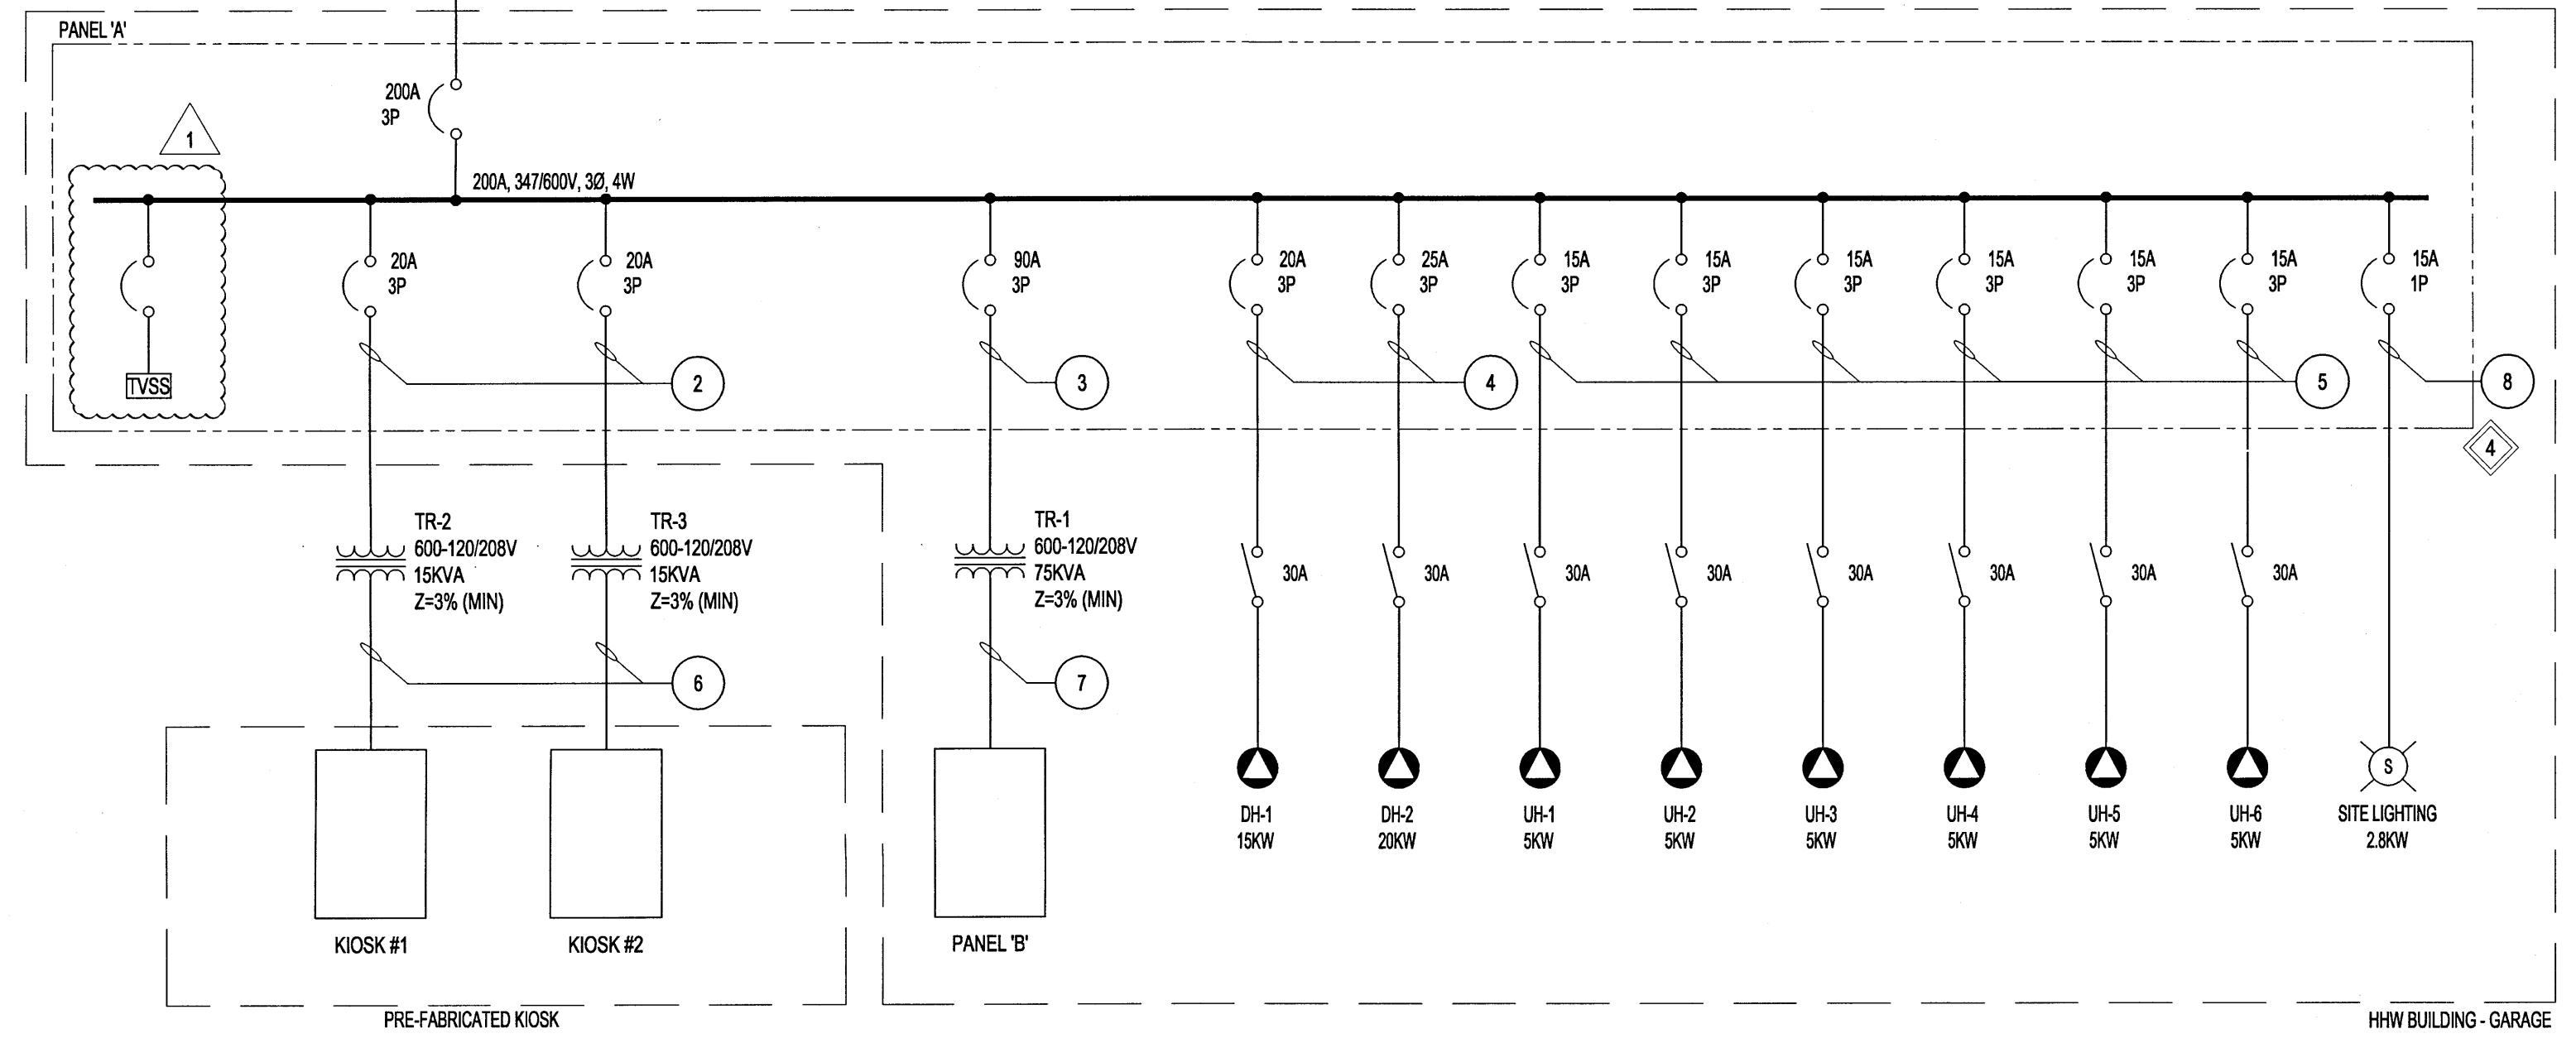 PANEL 'A'
200A
3P
1
200A, 347/600V, 3Ø, 4W
20A
3P
20A
3P
90A
3P
20A
3P
25A
3P
15A
3P
15A
3P
15A
3P
15A
3P
15A
3P
15A
3P
15A
1P
TVSS
2
3
4
5
8
4
TR-2
600-120/208V
15KVA
Z=3% (MIN)
TR-3
600-120/208V
15KVA
Z=3% (MIN)
TR-1
600-120/208V
75KVA
Z=3% (MIN)
30A
30A
30A
30A
30A
30A
30A
30A
6
7
S
DH-1
15KW
DH-2
20KW
UH-1
5KW
UH-2
5KW
UH-3
5KW
UH-4
5KW
UH-5
5KW
UH-6
5KW
SITE LIGHTING
2.8KW
KIOSK #1
KIOSK #2
PANEL 'B'
PRE-FABRICATED KIOSK
HHW BUILDING - GARAGE